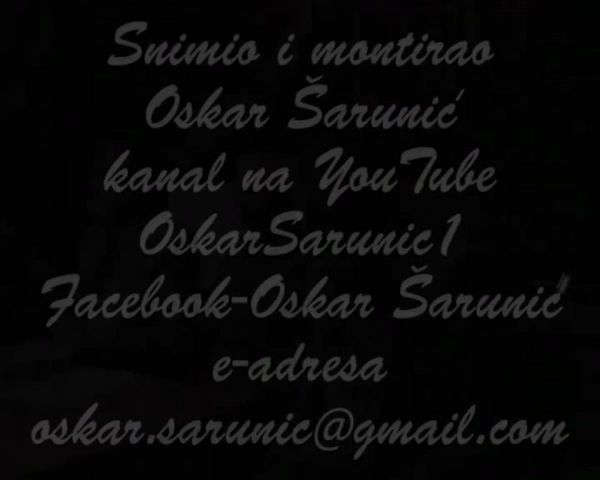 Snimio i montirao
Oskar Šarunić
kanal na YouTube
OskarSarunic1
Facebook-Oskar Šarunić
e-adresa
oskar.sarunic@gmail.com